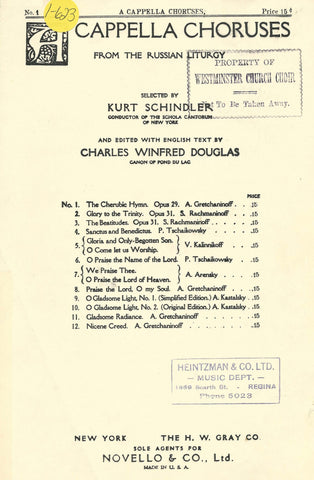 No. 1 A CAPPELLA CHORUSES, Price 15¢
1-623
A CAPPELLA CHORUSES
FROM THE RUSSIAN LITURGY
PROPERTY OF
WESTMINSTER CHURCH CHOIR
Not To Be Taken Away.
SELECTED BY
KURT SCHINDLER
CONDUCTOR OF THE SCHOLA CANTORUM
OF NEW YORK
AND EDITED WITH ENGLISH TEXT BY
CHARLES WINFRED DOUGLAS
CANON OF FOND DU LAC
PRICE
No. 1. The Cherubic Hymn. Opus 29. A. Gretchaninoff . . .15
2. Glory to the Trinity. Opus 31. S. Rachmaninoff . . .15
3. The Beatitudes. Opus 31. S. Rachmaninoff . . .15
4. Sanctus and Benedictus. P. Tschaikowsky . . .15
5. { Gloria and Only-Begotten Son. } V. Kalinnikoff . . .15
{ O Come let us Worship. }
6. O Praise the Name of the Lord. P. Tschaikowsky . . .15
7. { We Praise Thee. } A. Arensky . . .15
{ O Praise the Lord of Heaven. }
8. Praise the Lord, O my Soul. A. Gretchaninoff . . .15
9. O Gladsome Light, No. 1. (Simplified Edition.) A. Kastalsky .15
10. O Gladsome Light, No. 2. (Original Edition.) A. Kastalsky .15
11. Gladsome Radiance. A. Gretchaninoff . . . .15
12. Nicene Creed. A. Gretchaninoff . . . .15
HEINTZMAN & CO. LTD.
— MUSIC DEPT. —
1859 Scarth St. - REGINA
Phone 5023
NEW YORK THE H. W. GRAY CO.
SOLE AGENTS FOR
NOVELLO & CO., Ltd.
MADE IN U. S. A.